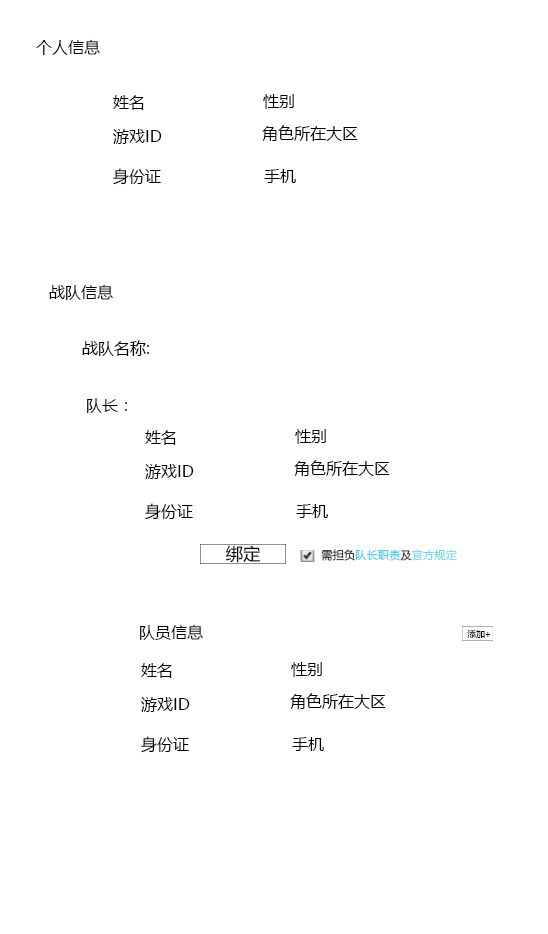 个人信息
姓名 性别
游戏ID 角色所在大区
身份证 手机
战队信息
战队名称:
队长：
姓名 性别
游戏ID 角色所在大区
身份证 手机
绑定 需担负队长职责及官方规定
队员信息 添加+
姓名 性别
游戏ID 角色所在大区
身份证 手机